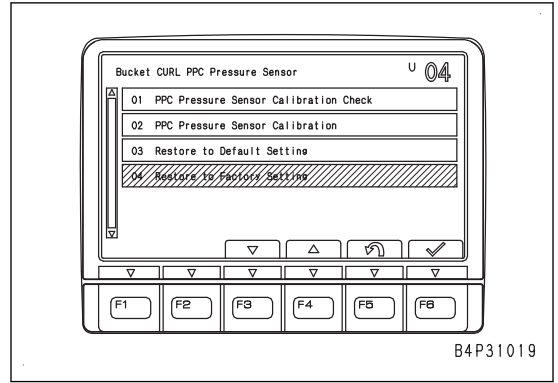 Bucket CURL PPC Pressure Sensor U 04
01 PPC Pressure Sensor Calibration Check
02 PPC Pressure Sensor Calibration
03 Restore to Default Setting
04 Restore to Factory Setting
F1 F2 F3 F4 F5 F6
B4P31019